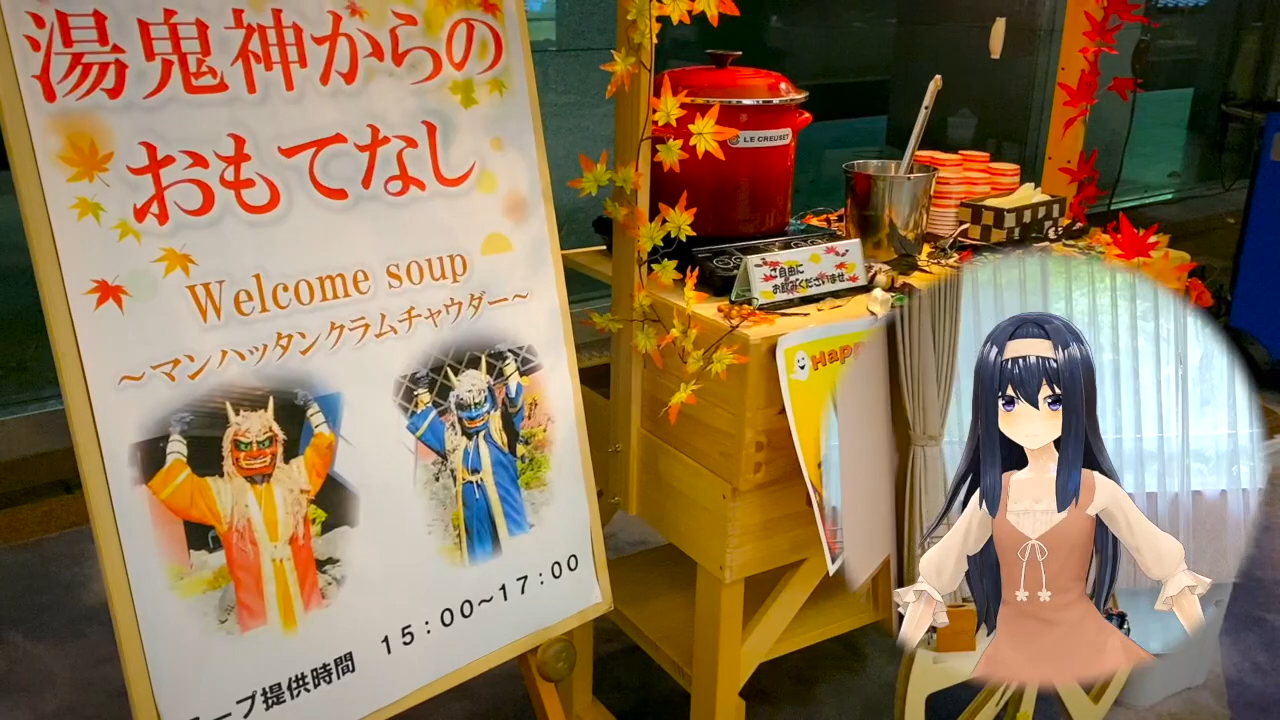 湯鬼神からの
おもてなし
Welcome soup
～マンハッタンクラムチャウダー～
ープ提供時間 15:00～17:00
LE CREUSET
ご自由に
お飲みくださいませ
Happ